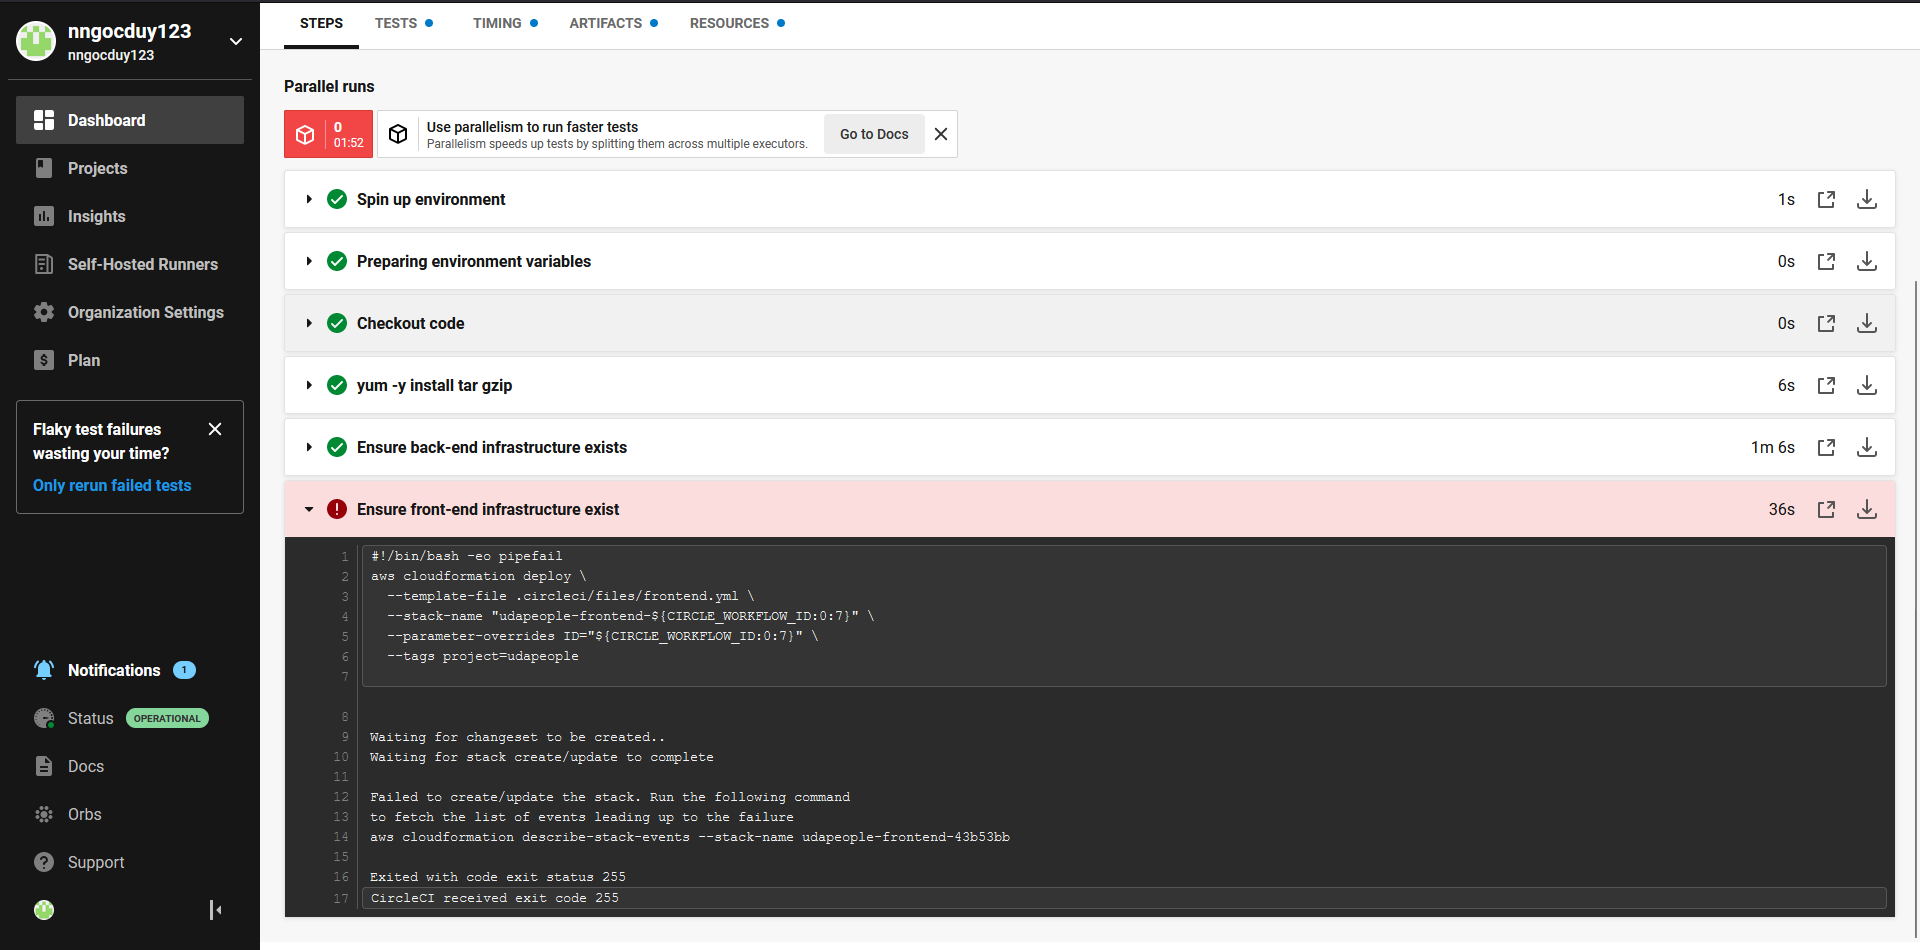 nngocduy123
nngocduy123
Dashboard
Projects
Insights
Self-Hosted Runners
Organization Settings
$ Plan
Flaky test failures
wasting your time?
Only rerun failed tests
Notifications 1
Status OPERATIONAL
Docs
Orbs
? Support
STEPS TESTS TIMING ARTIFACTS RESOURCES
Parallel runs
0
01:52
Use parallelism to run faster tests
Parallelism speeds up tests by splitting them across multiple executors.
Go to Docs
Spin up environment 1s
Preparing environment variables 0s
Checkout code 0s
yum -y install tar gzip 6s
Ensure back-end infrastructure exists 1m 6s
! Ensure front-end infrastructure exist 36s
1 #!/bin/bash -eo pipefail
2 aws cloudformation deploy \
3 --template-file .circleci/files/frontend.yml \
4 --stack-name "udapeople-frontend-${CIRCLE_WORKFLOW_ID:0:7}" \
5 --parameter-overrides ID="${CIRCLE_WORKFLOW_ID:0:7}" \
6 --tags project=udapeople
7
8
9 Waiting for changeset to be created..
10 Waiting for stack create/update to complete
11
12 Failed to create/update the stack. Run the following command
13 to fetch the list of events leading up to the failure
14 aws cloudformation describe-stack-events --stack-name udapeople-frontend-43b53bb
15
16 Exited with code exit status 255
17 CircleCI received exit code 255